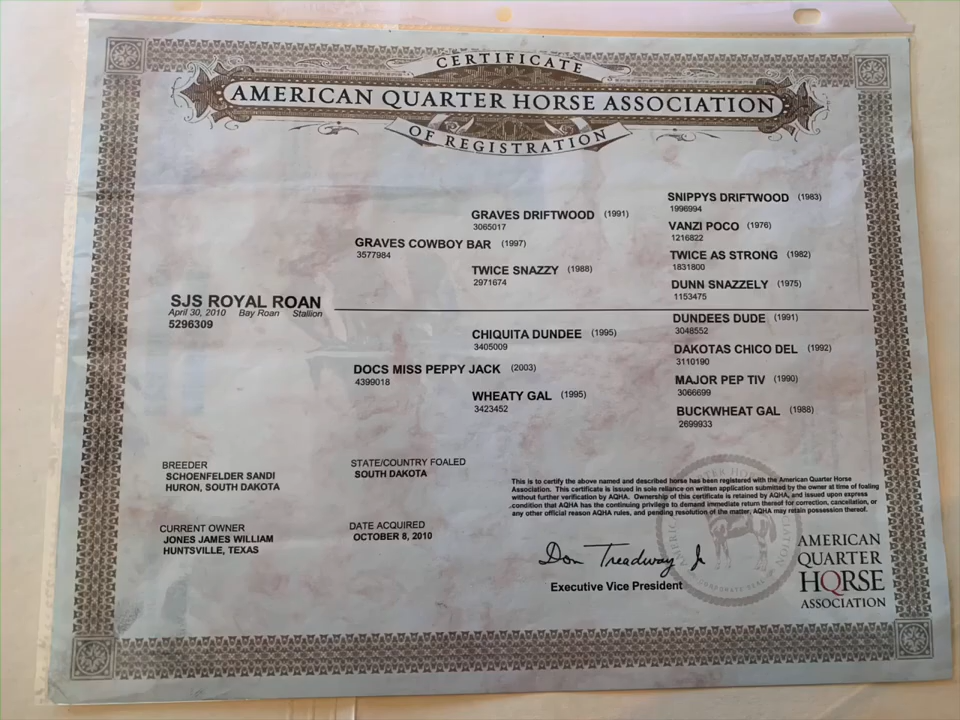 CERTIFICATE
AMERICAN QUARTER HORSE ASSOCIATION
OF REGISTRATION
SNIPPYS DRIFTWOOD (1983)
1996994
GRAVES DRIFTWOOD (1991)
3065017
VANZI POCO (1976)
1216822
GRAVES COWBOY BAR (1997)
3577984
TWICE AS STRONG (1982)
1831800
TWICE SNAZZY (1988)
2971674
DUNN SNAZZELY (1975)
1153475
SJS ROYAL ROAN
April 30, 2010 Bay Roan Stallion
5296309
DUNDEES DUDE (1991)
3048552
CHIQUITA DUNDEE (1995)
3405009
DAKOTAS CHICO DEL (1992)
3110190
DOCS MISS PEPPY JACK (2003)
4399018
MAJOR PEP TIV (1990)
3066699
WHEATY GAL (1995)
3423452
BUCKWHEAT GAL (1988)
2699933
BREEDER
SCHOENFELDER SANDI
HURON, SOUTH DAKOTA
STATE/COUNTRY FOALED
SOUTH DAKOTA
CURRENT OWNER
JONES JAMES WILLIAM
HUNTSVILLE, TEXAS
DATE ACQUIRED
OCTOBER 8, 2010
This is to certify the above named and described horse has been registered with the American Quarter Horse
Association. This certificate is issued in sole reliance on written application submitted by the owner at time of foaling
without further verification by AQHA. Ownership of this certificate is retained by AQHA, and issued upon express
condition that AQHA has the continuing privilege to demand immediate return thereof for correction, cancellation, or
any other official reason AQHA rules, and pending resolution of the matter, AQHA may retain possession thereof.
Don Treadway Jr
Executive Vice President
AMERICAN
QUARTER
HORSE
ASSOCIATION